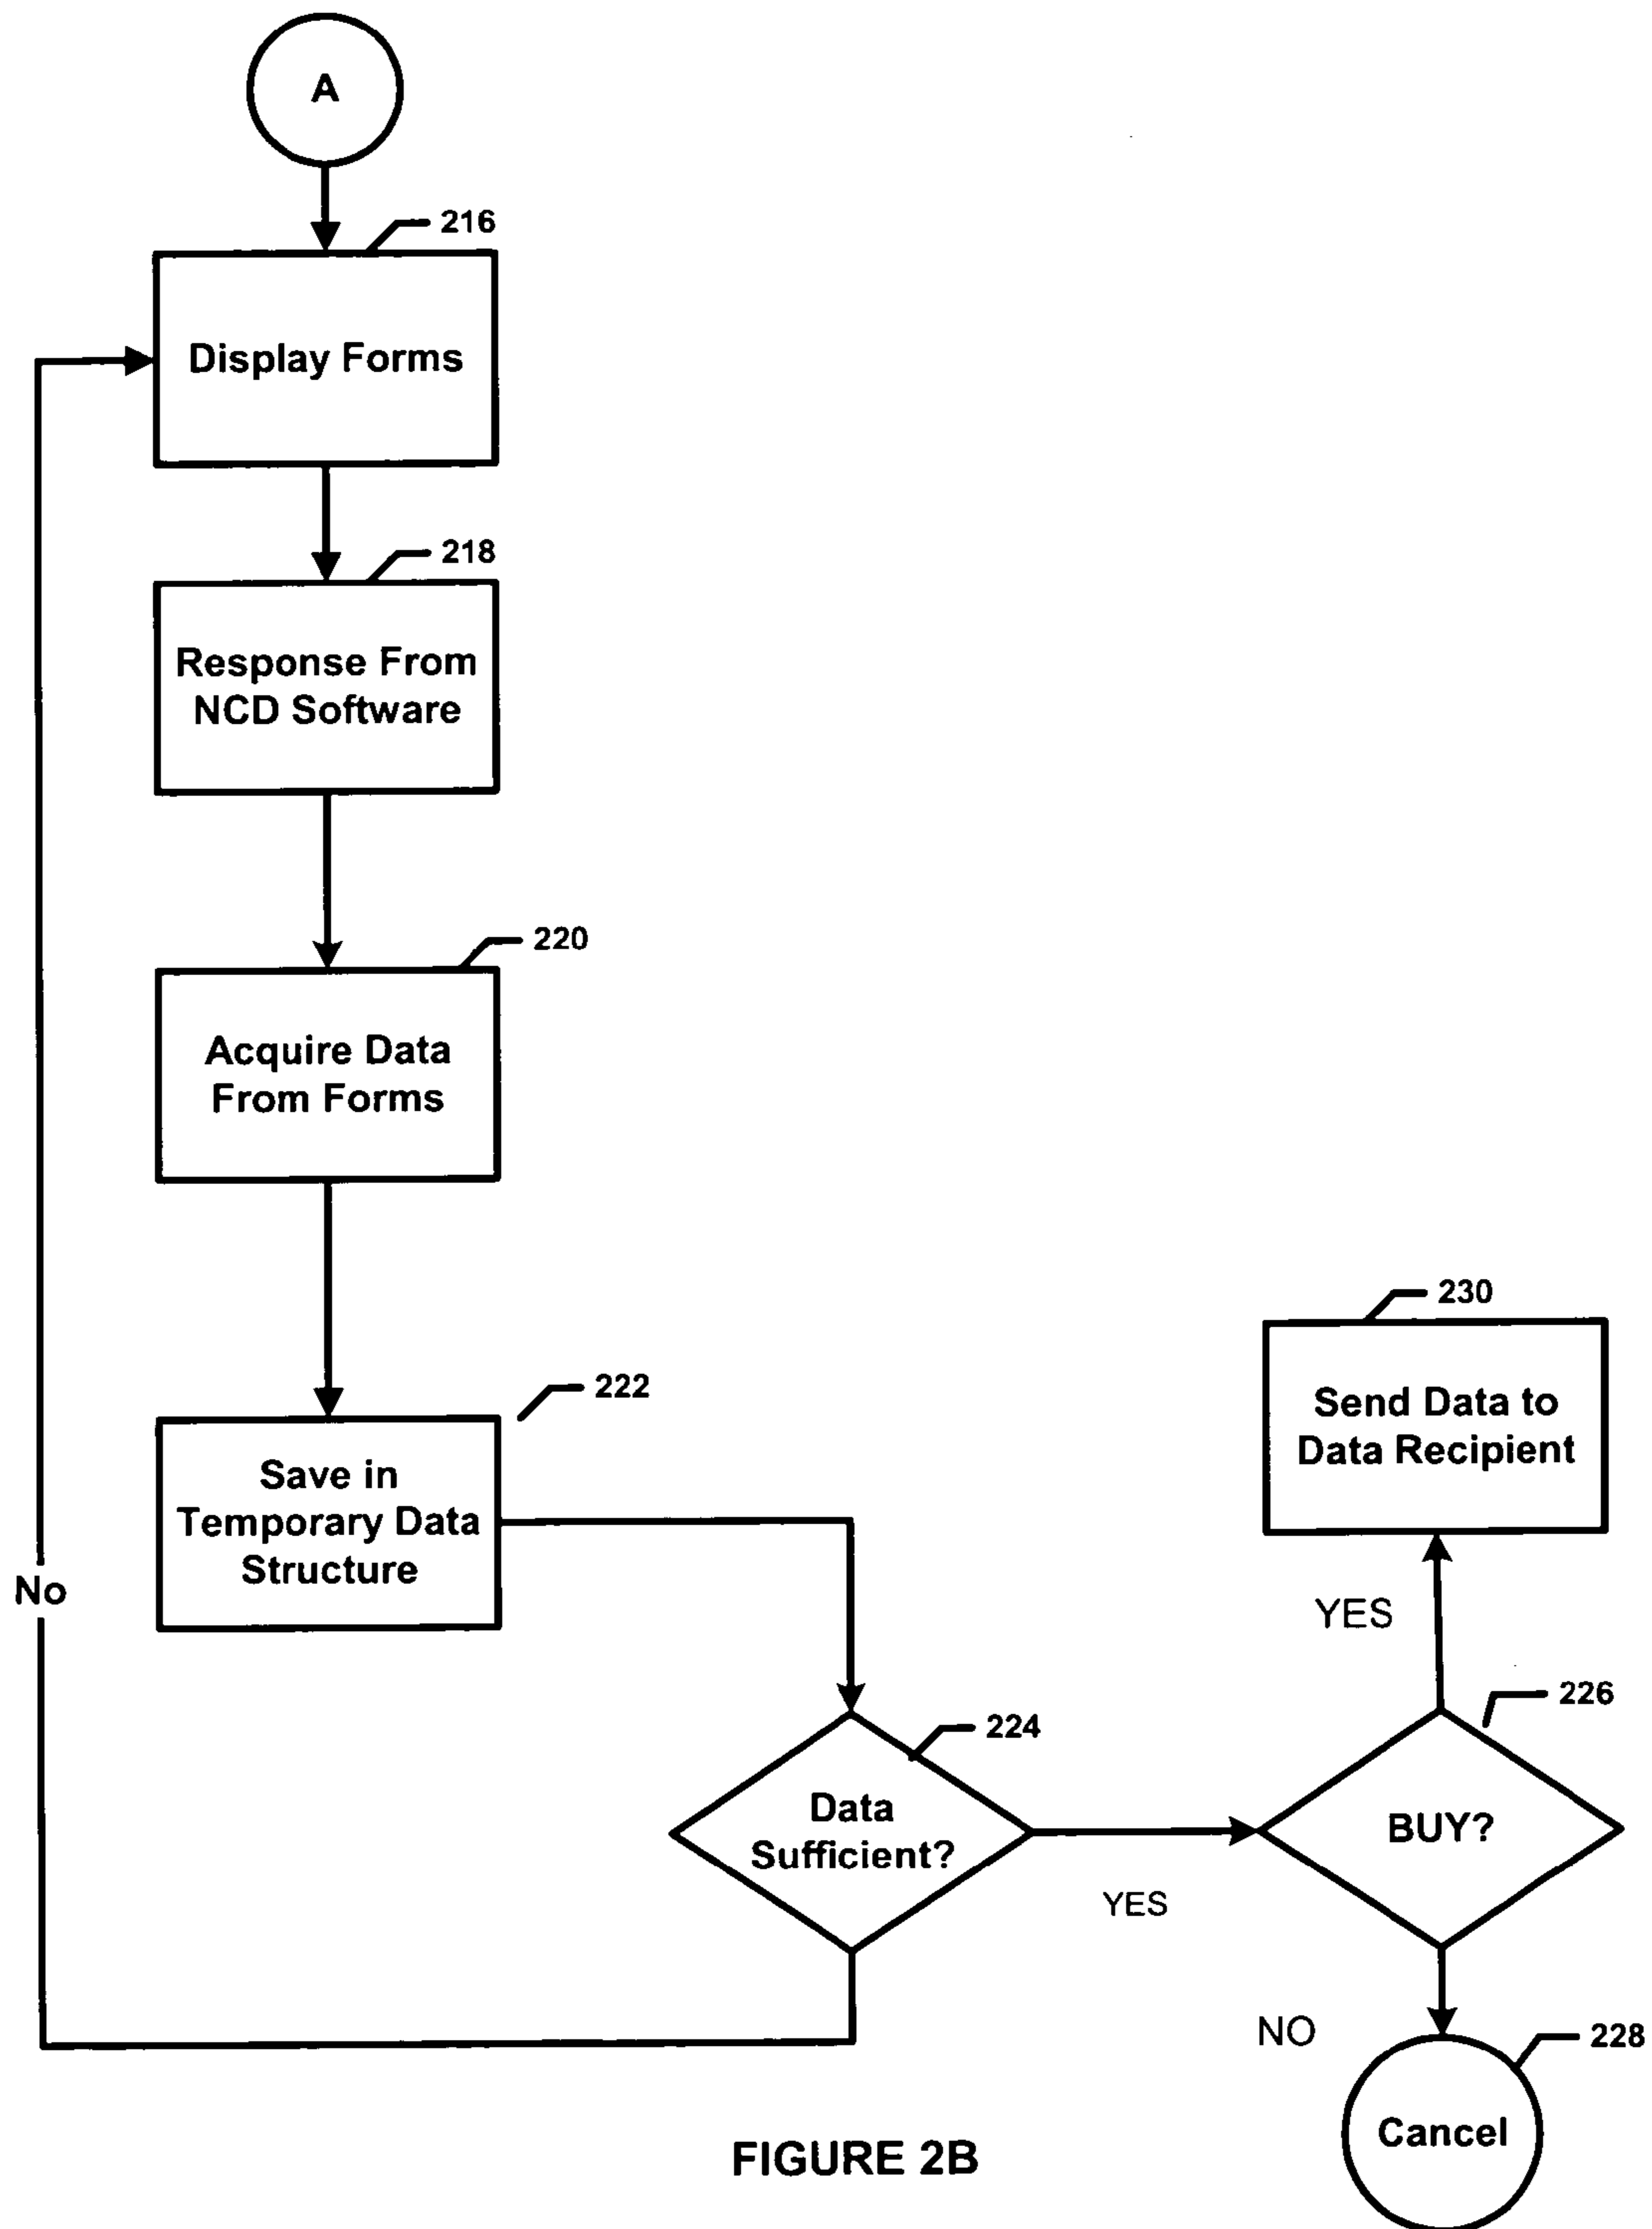 A
216
Display Forms
218
Response From
NCD Software
220
Acquire Data
From Forms
222
Save in
Temporary Data
Structure
No
224
Data
Sufficient?
YES
226
BUY?
YES
230
Send Data to
Data Recipient
NO
228
Cancel
FIGURE 2B